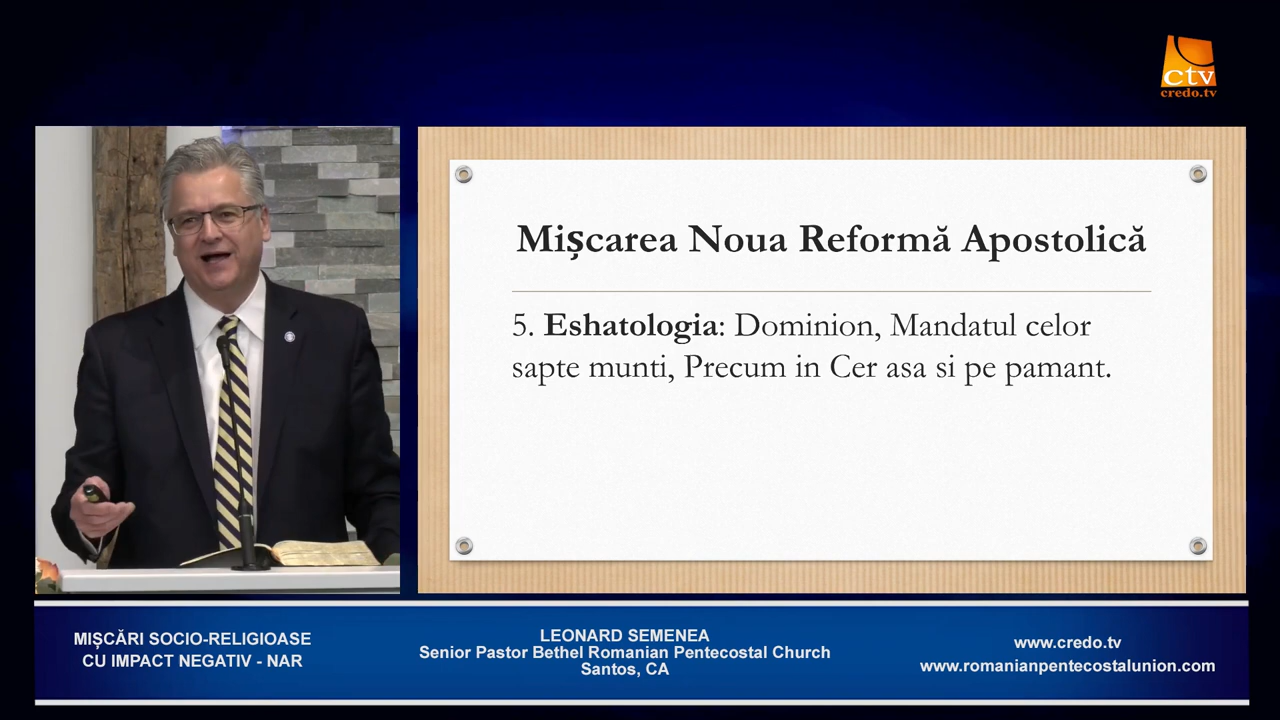 ctv
credo.tv
Mișcarea Noua Reformă Apostolică
5. Eshatologia: Dominion, Mandatul celor
sapte munti, Precum in Cer asa si pe pamant.
MIȘCĂRI SOCIO-RELIGIOASE
CU IMPACT NEGATIV - NAR
LEONARD SEMENEA
Senior Pastor Bethel Romanian Pentecostal Church
Santos, CA
www.credo.tv
www.romanianpentecostalunion.com